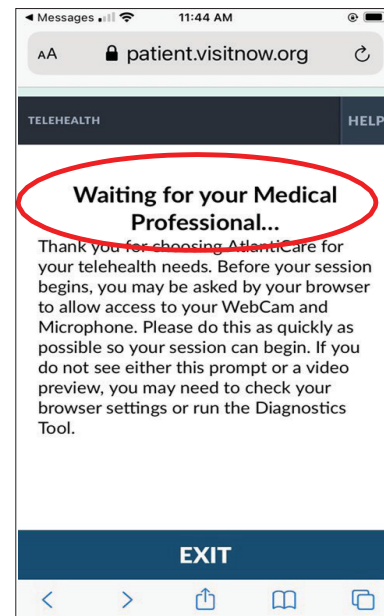 ◀ Messages 11:44 AM
AA patient.visitnow.org
TELEHEALTH HELP
Waiting for your Medical
Professional...
Thank you for choosing AtlantiCare for
your telehealth needs. Before your session
begins, you may be asked by your browser
to allow access to your WebCam and
Microphone. Please do this as quickly as
possible so your session can begin. If you
do not see either this prompt or a video
preview, you may need to check your
browser settings or run the Diagnostics
Tool.
EXIT